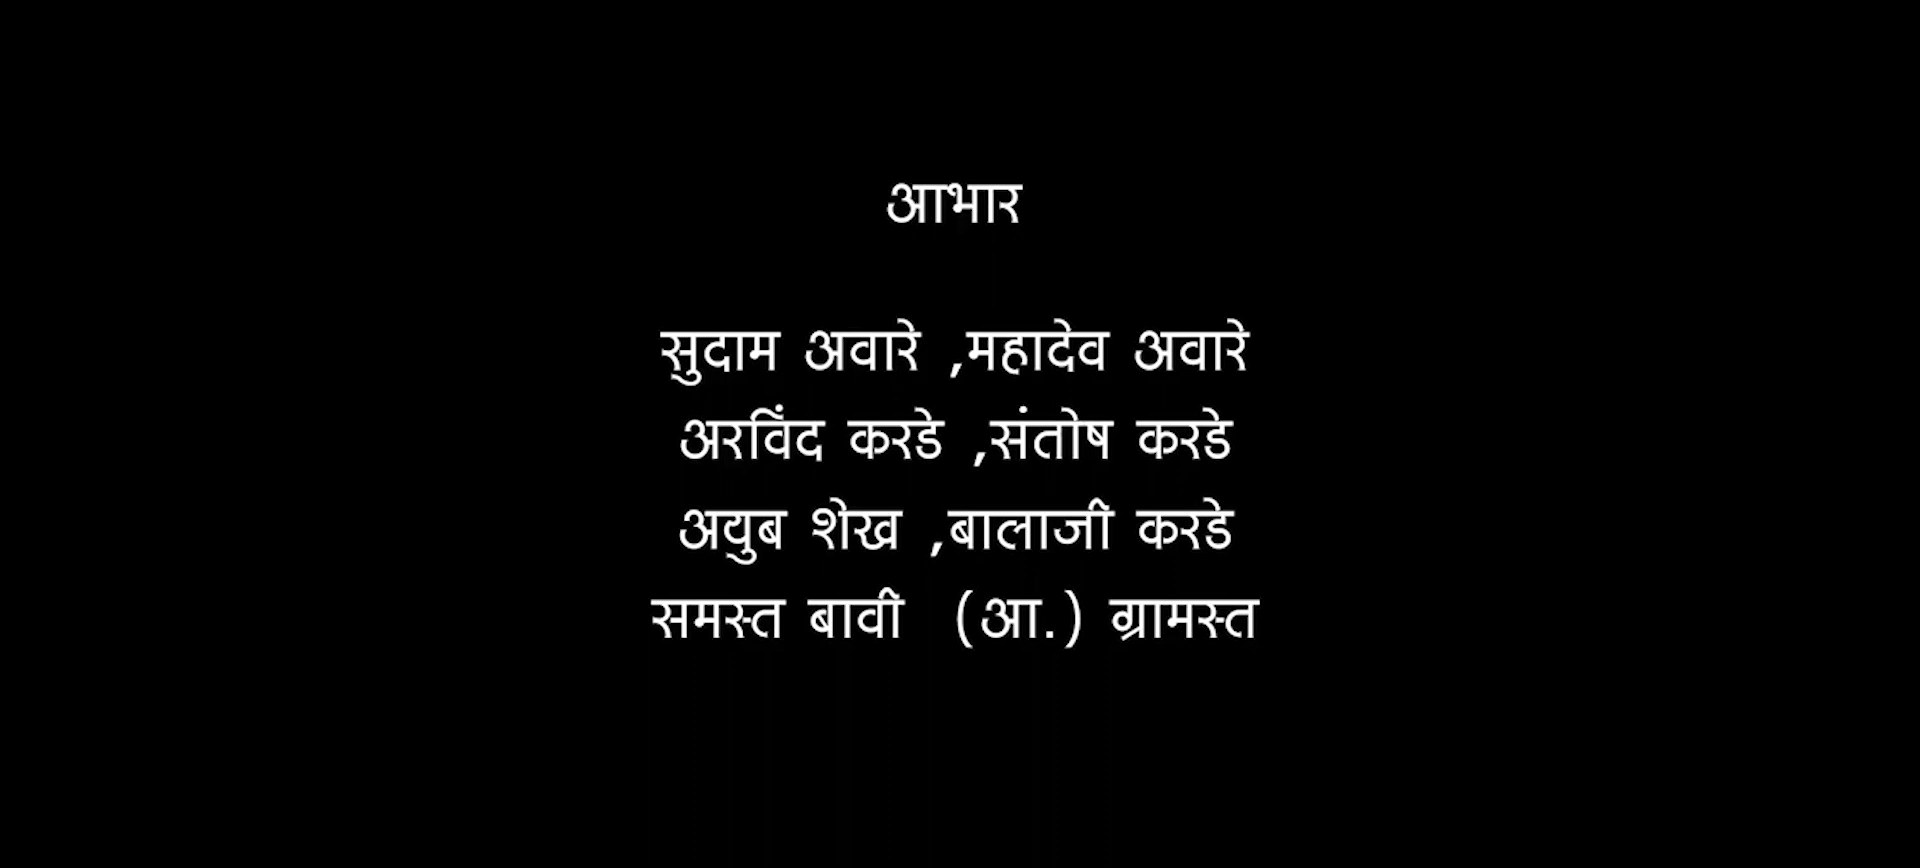 आभार
सुदाम अवारे ,महादेव अवारे
अरविंद करडे ,संतोष करडे
अयुब शेख ,बालाजी करडे
समस्त बावी (आ.) ग्रामस्त